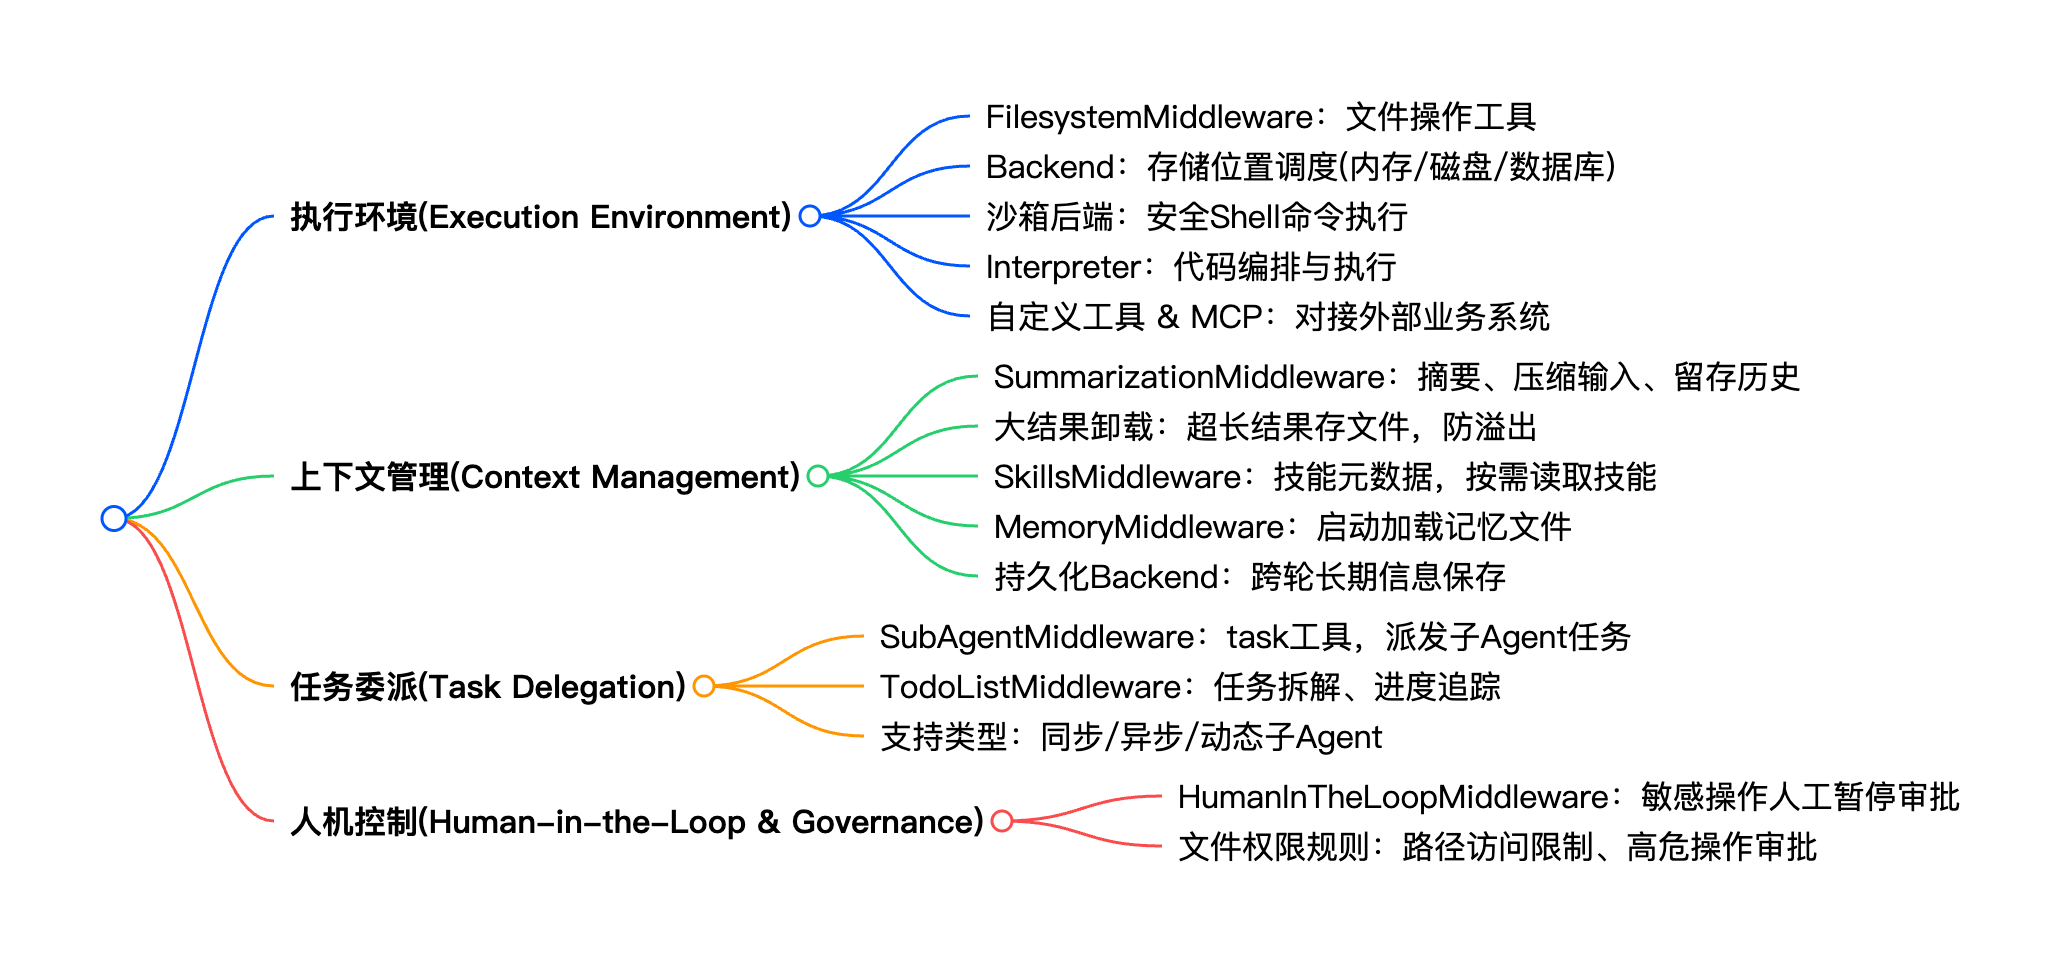 执行环境(Execution Environment)
FilesystemMiddleware：文件操作工具
Backend：存储位置调度(内存/磁盘/数据库)
沙箱后端：安全Shell命令执行
Interpreter：代码编排与执行
自定义工具 & MCP：对接外部业务系统
上下文管理(Context Management)
SummarizationMiddleware：摘要、压缩输入、留存历史
大结果卸载：超长结果存文件，防溢出
SkillsMiddleware：技能元数据，按需读取技能
MemoryMiddleware：启动加载记忆文件
持久化Backend：跨轮长期信息保存
任务委派(Task Delegation)
SubAgentMiddleware：task工具，派发子Agent任务
TodoListMiddleware：任务拆解、进度追踪
支持类型：同步/异步/动态子Agent
人机控制(Human-in-the-Loop & Governance)
HumanInTheLoopMiddleware：敏感操作人工暂停审批
文件权限规则：路径访问限制、高危操作审批